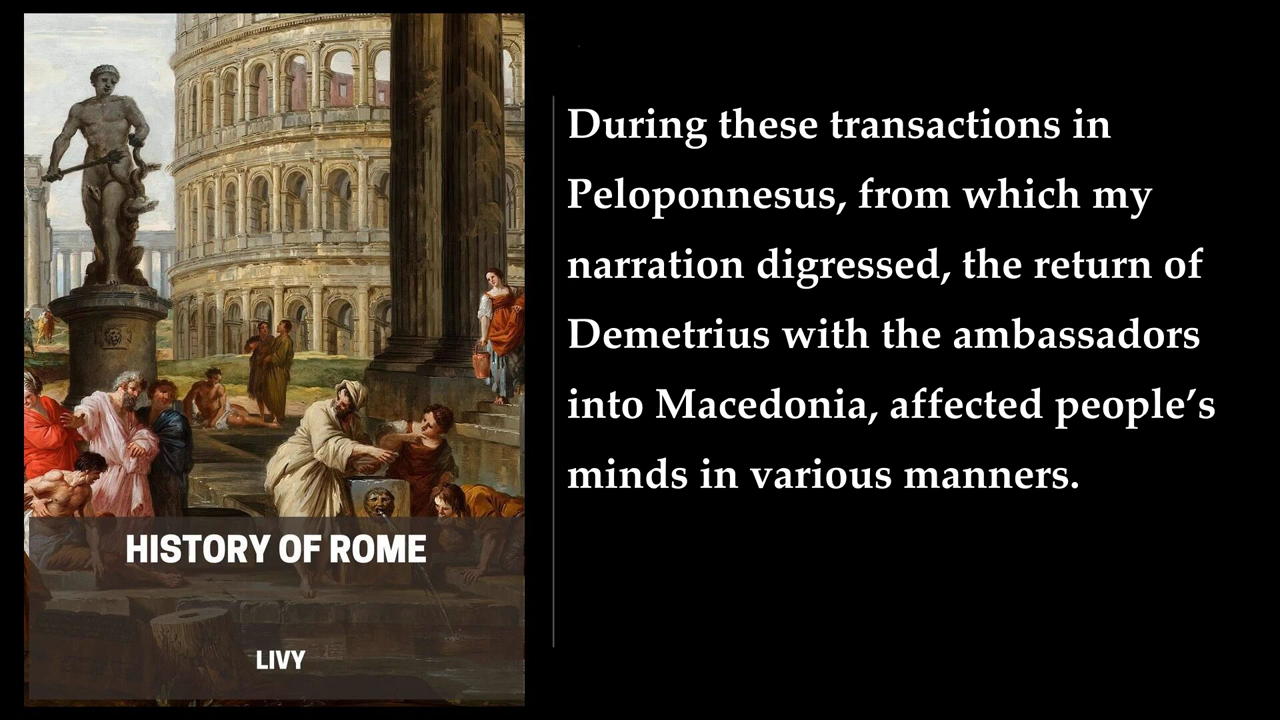 HISTORY OF ROME
LIVY
During these transactions in
Peloponnesus, from which my
narration digressed, the return of
Demetrius with the ambassadors
into Macedonia, affected people’s
minds in various manners.